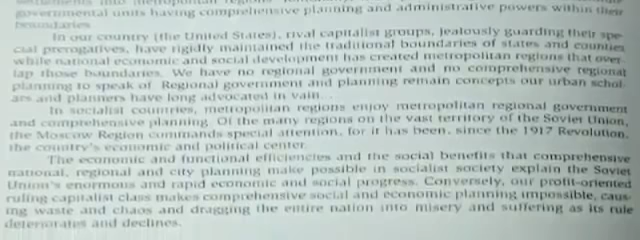 settlements into metropolitan regions
governmental units having comprehensive planning and administrative powers within their
boundaries.
In our country (the United States), rival capitalist groups, jealously guarding their spe-
cial prerogatives, have rigidly maintained the traditional boundaries of states and counties
while national economic and social development has created metropolitan regions that over-
lap those boundaries. We have no regional government and no comprehensive regional
planning to speak of. Regional government and planning remain concepts our urban schol-
ars and planners have long advocated in vain...
In socialist countries, metropolitan regions enjoy metropolitan regional government
and comprehensive planning. Of the many regions on the vast territory of the Soviet Union,
the Moscow Region commands special attention, for it has been, since the 1917 Revolution,
the country's economic and political center.
The economic and functional efficiencies and the social benefits that comprehensive
national, regional and city planning make possible in socialist society explain the Soviet
Union's enormous and rapid economic and social progress. Conversely, our profit-oriented
ruling capitalist class makes comprehensive social and economic planning impossible, caus-
ing waste and chaos and dragging the entire nation into misery and suffering as its rule
deteriorates and declines.